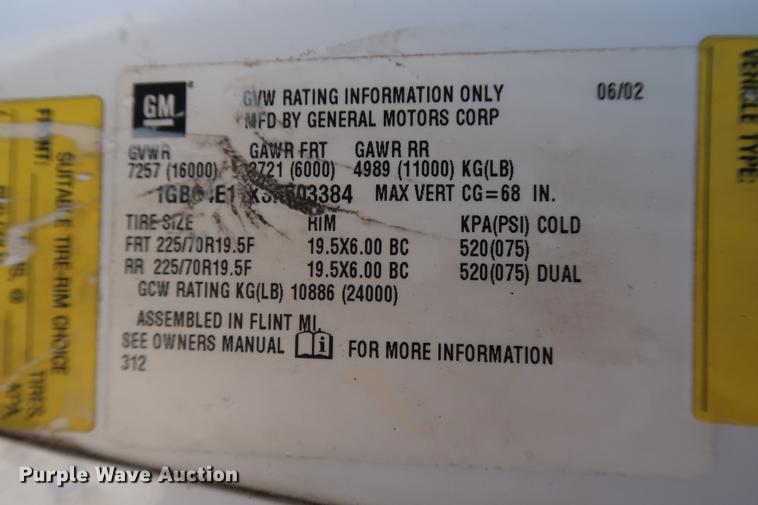 GM
GVW RATING INFORMATION ONLY 06/02
MFD BY GENERAL MOTORS CORP
GVWR GAWR FRT GAWR RR
7257 (16000) 2721 (6000) 4989 (11000) KG(LB)
MAX VERT CG=68 IN.
TIRE SIZE RIM KPA(PSI) COLD
FRT 225/70R19.5F 19.5X6.00 BC 520(075)
RR 225/70R19.5F 19.5X6.00 BC 520(075) DUAL
GCW RATING KG(LB) 10886 (24000)
ASSEMBLED IN FLINT MI.
SEE OWNERS MANUAL i FOR MORE INFORMATION
312
SUITABLE TIRE-RIM CHOICE
FRONT:
TIRES,
KPA
VEHICLE TYPE:
Purple Wave Auction